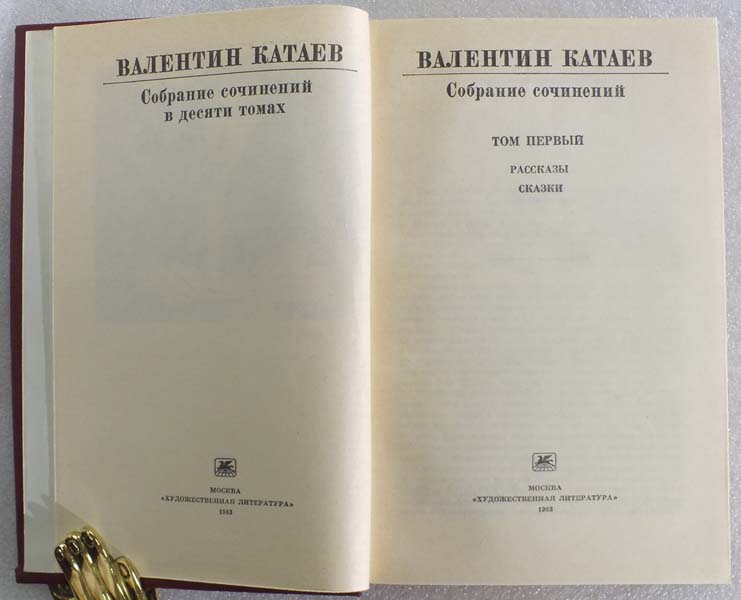 ВАЛЕНТИН КАТАЕВ
Собрание сочинений
в десяти томах
МОСКВА
«ХУДОЖЕСТВЕННАЯ ЛИТЕРАТУРА»
1983
ВАЛЕНТИН КАТАЕВ
Собрание сочинений
ТОМ ПЕРВЫЙ
РАССКАЗЫ
СКАЗКИ
МОСКВА
«ХУДОЖЕСТВЕННАЯ ЛИТЕРАТУРА»
1983